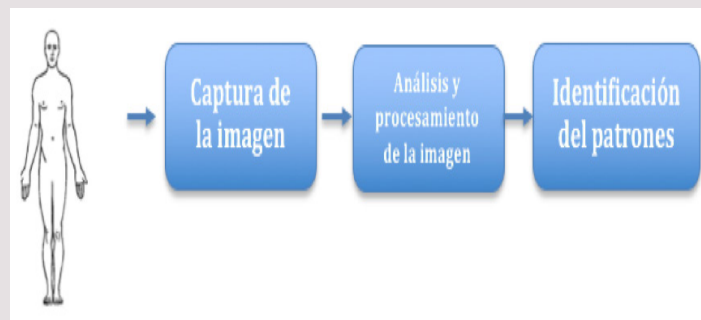 Captura de
la imagen
Análisis y
procesamiento
de la imagen
Identificación
del patrones